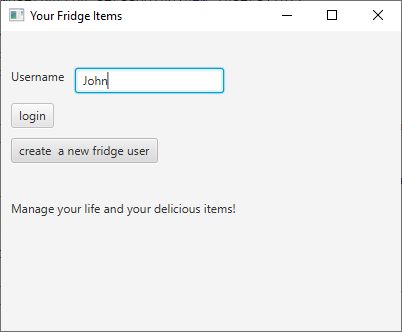 Your Fridge Items
Username John
login
create  a new fridge user
Manage your life and your delicious items!